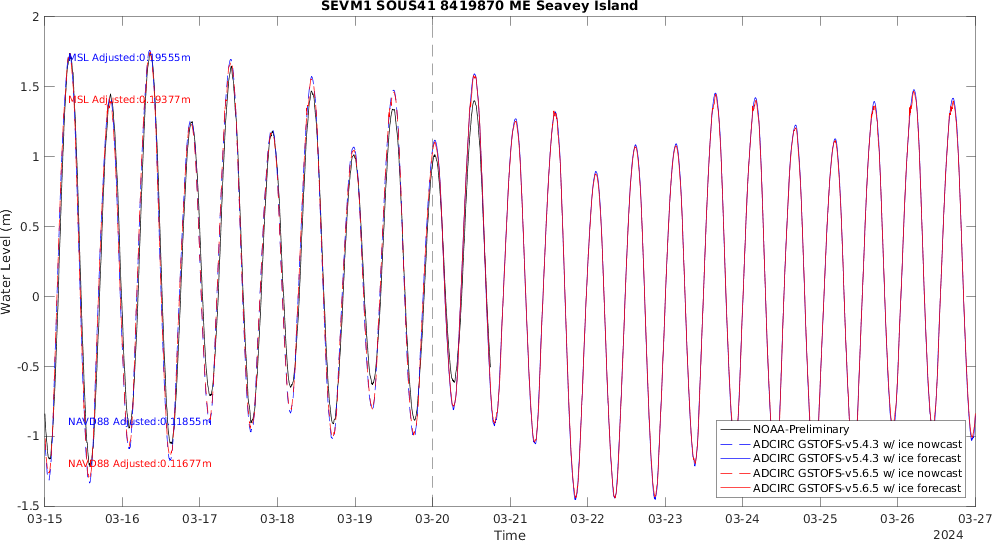 SEVM1 SOUS41 8419870 ME Seavey Island
2
1.5
1
0.5
0
-0.5
-1
-1.5
Water Level (m)
MSL Adjusted:0.19555m
MSL Adjusted:0.19377m
NAVD88 Adjusted:0.11855m
NAVD88 Adjusted:0.11677m
NOAA-Preliminary
ADCIRC GSTOFS-v5.4.3 w/ ice nowcast
ADCIRC GSTOFS-v5.4.3 w/ ice forecast
ADCIRC GSTOFS-v5.6.5 w/ ice nowcast
ADCIRC GSTOFS-v5.6.5 w/ ice forecast
03-15 03-16 03-17 03-18 03-19 03-20 03-21 03-22 03-23 03-24 03-25 03-26 03-27
Time
2024